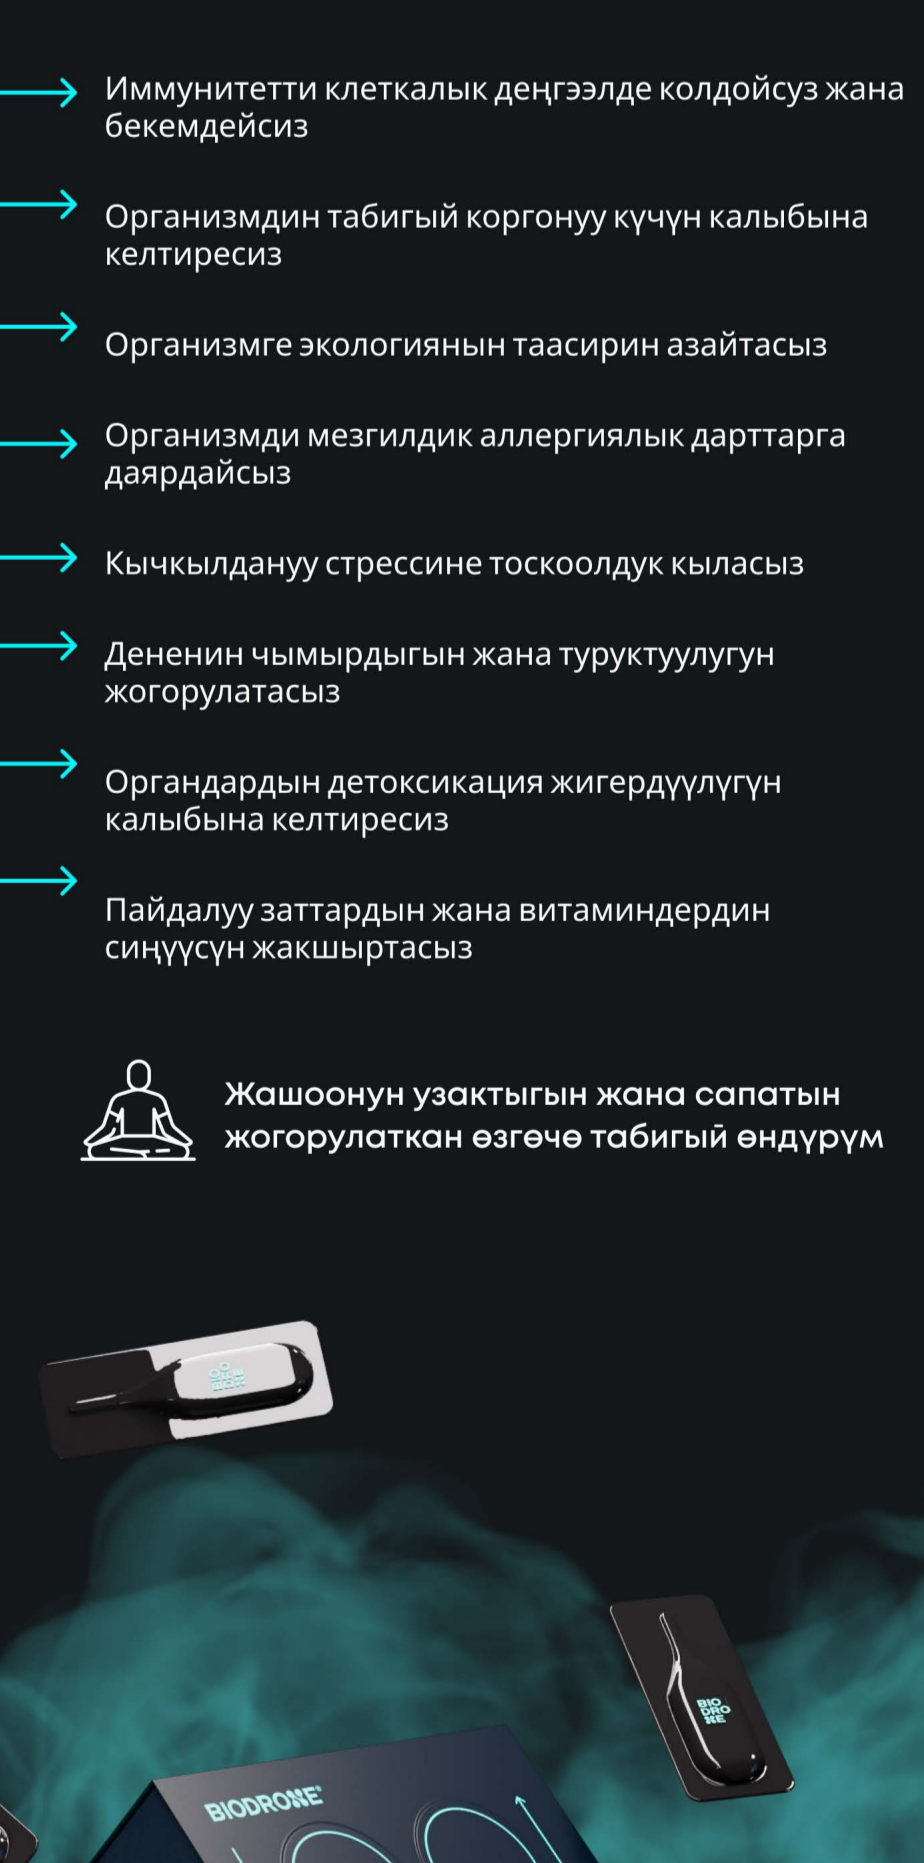 Иммунитетти клеткалык деңгээлде колдойсуз жана
бекемдейсиз
Организмдин табигый коргонуу күчүн калыбына
келтиресиз
Организмге экологиянын таасирин азайтасыз
Организмди мезгилдик аллергиялык дарттарга
даярдайсыз
Кычкылдануу стрессине тоскоолдук кыласыз
Дененин чымырдыгын жана туруктуулугун
жогорулатасыз
Органдардын детоксикация жигердүүлүгүн
калыбына келтиресиз
Пайдалуу заттардын жана витаминдердин
сиңүүсүн жакшыртасыз
Жашоонун узактыгын жана сапатын
жогорулаткан өзгөчө табигый өндүрүм
BIO
DRO
NE
BIODRONE